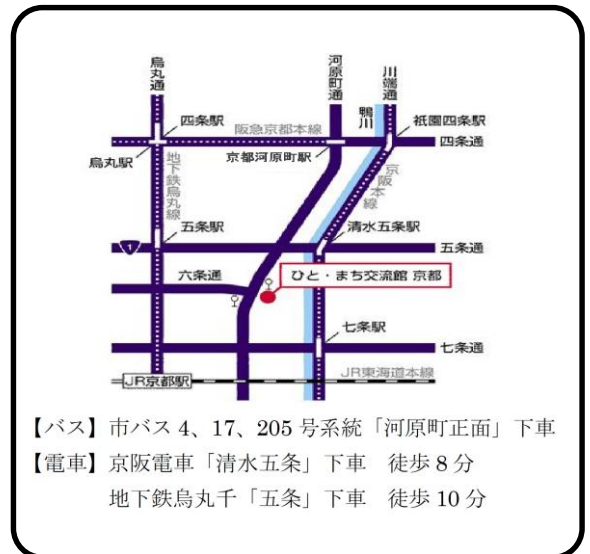 烏丸通
河原町通
川端通
鴨川
四条駅
阪急京都本線
祇園四条駅
四条通
烏丸駅
京都河原町駅
地下鉄烏丸線
京阪本線
五条駅
清水五条駅
1
五条通
六条通
ひと・まち交流館 京都
七条駅
七条通
JR東海道本線
JR京都駅
【バス】市バス 4、17、205 号系統「河原町正面」下車
【電車】京阪電車「清水五条」下車 徒歩 8 分
地下鉄烏丸千「五条」下車 徒歩 10 分